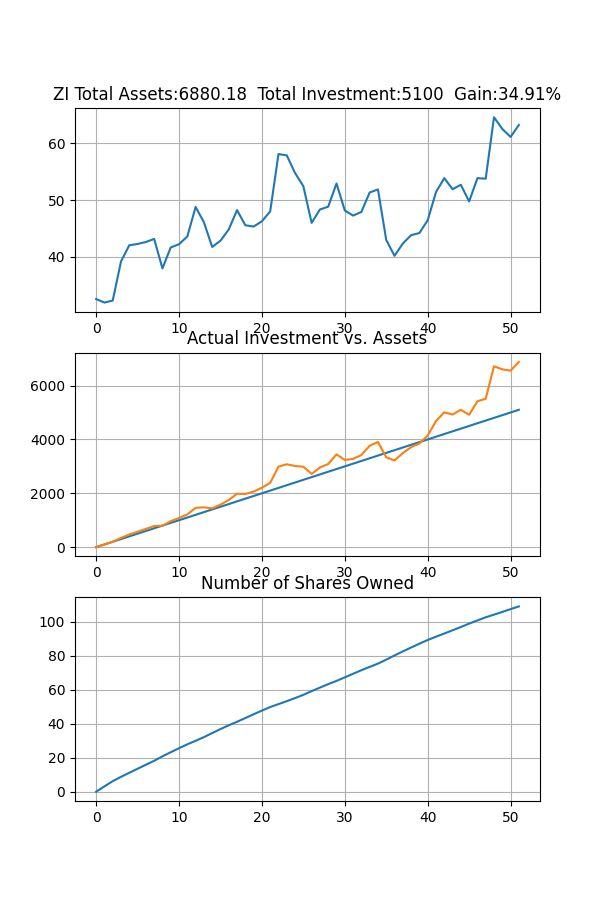 ZI Total Assets:6880.18  Total Investment:5100  Gain:34.91%
60
50
40
0 10 20 30 40 50
Actual Investment vs. Assets
6000
4000
2000
0
0 10 20 30 40 50
Number of Shares Owned
100
80
60
40
20
0
0 10 20 30 40 50